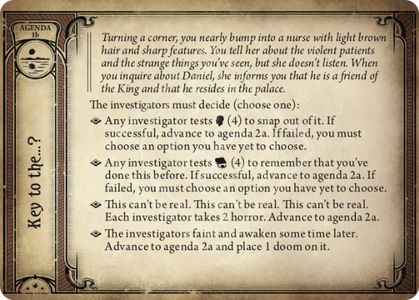 AGENDA
1b
Key to the...?
Turning a corner, you nearly bump into a nurse with light brown
hair and sharp features. You tell her about the violent patients
and the strange things you've seen, but she doesn't listen. When
you inquire about Daniel, she informs you that he is a friend of
the King and that he resides in the palace.
The investigators must decide (choose one):
Any investigator tests (4) to snap out of it. If
successful, advance to agenda 2a. If failed, you must
choose an option you have yet to choose.
Any investigator tests (4) to remember that you've
done this before. If successful, advance to agenda 2a. If
failed, you must choose an option you have yet to choose.
This can't be real. This can't be real. This can't be real.
Each investigator takes 2 horror. Advance to agenda 2a.
The investigators faint and awaken some time later.
Advance to agenda 2a and place 1 doom on it.